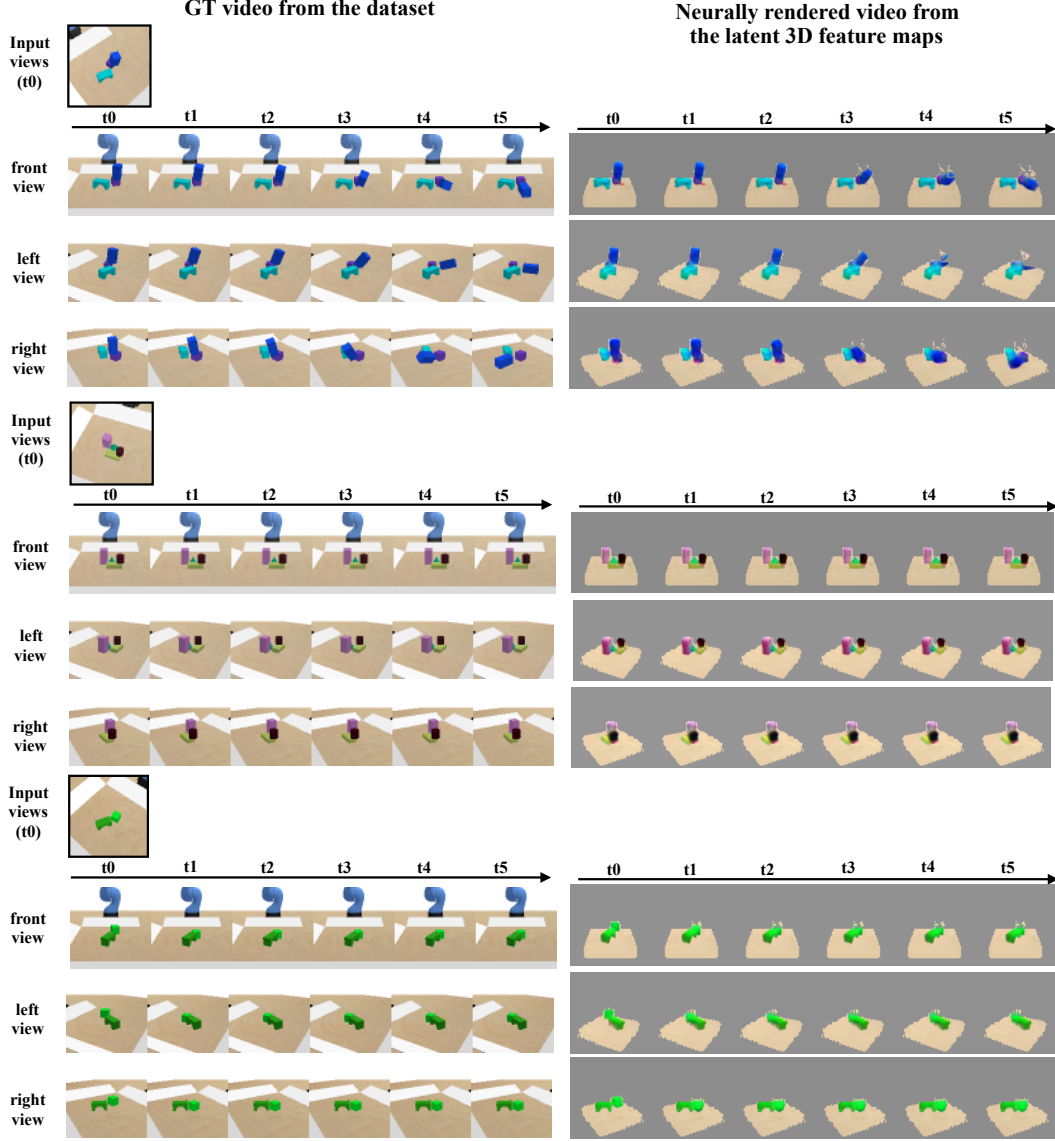 GT video from the dataset
Neurally rendered video from
the latent 3D feature maps
Input
views
(t0)
t0 t1 t2 t3 t4 t5
t0 t1 t2 t3 t4 t5
front
view
left
view
right
view
Input
views
(t0)
t0 t1 t2 t3 t4 t5
t0 t1 t2 t3 t4 t5
front
view
left
view
right
view
Input
views
(t0)
t0 t1 t2 t3 t4 t5
t0 t1 t2 t3 t4 t5
front
view
left
view
right
view